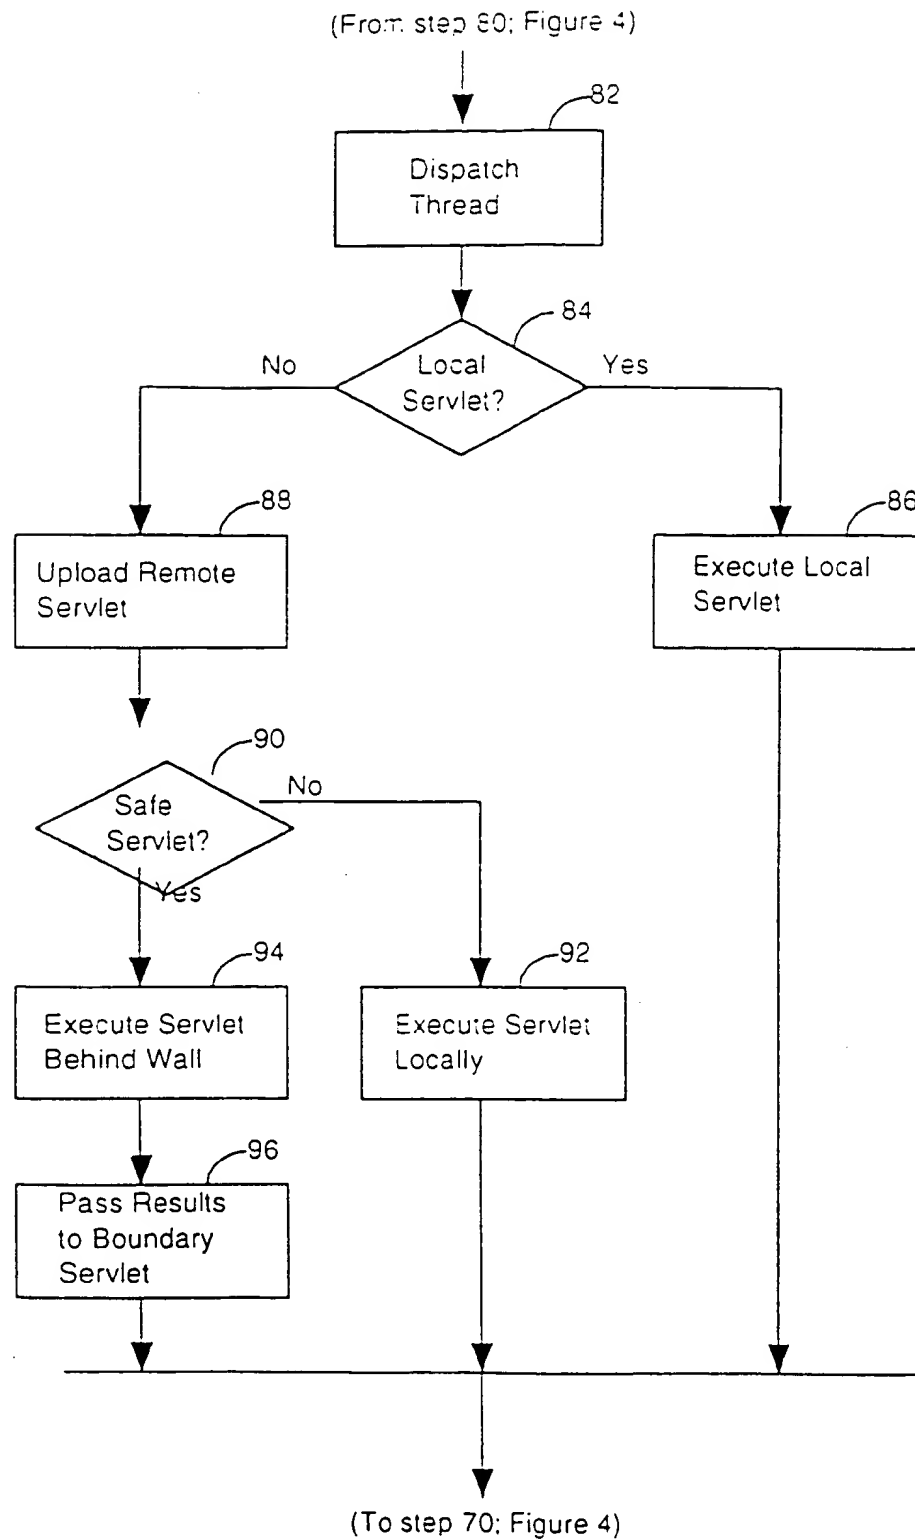 (From step 80; Figure 4)
82
Dispatch
Thread
84
No
Local
Servlet?
Yes
88
86
Upload Remote
Servlet
Execute Local
Servlet
90
No
Safe
Servlet?
Yes
94
92
Execute Servlet
Behind Wall
Execute Servlet
Locally
96
Pass Results
to Boundary
Servlet
(To step 70; Figure 4)